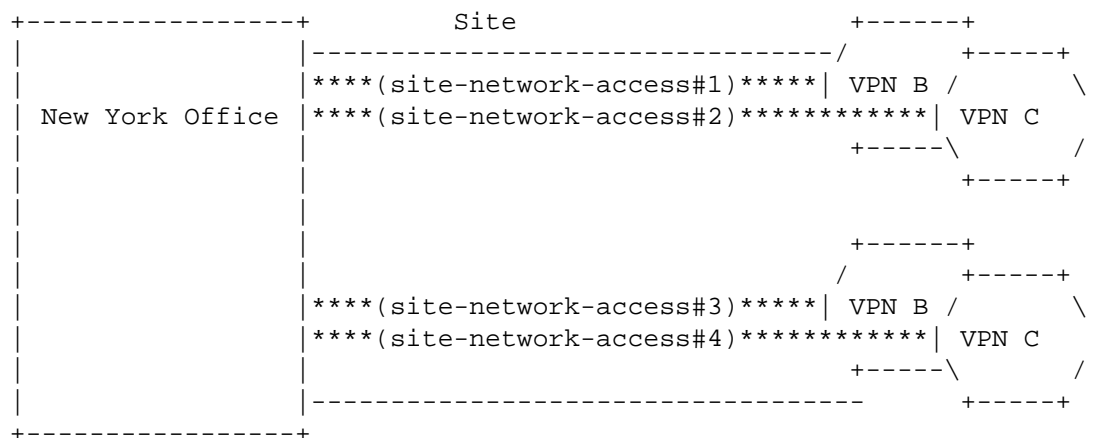 +------------------+         Site                     +------+
|                  |---------------------------------/       +-----+
|                  |****(site-network-access#1)*****| VPN B /       \
| New York Office  |****(site-network-access#2)************| VPN C
|                  |                                  +-----\       /
|                  |                                         +-----+
|                  |
|                  |                                  +------+
|                  |                                 /       +-----+
|                  |****(site-network-access#3)*****| VPN B /       \
|                  |****(site-network-access#4)************| VPN C
|                  |                                  +-----\       /
|                  |-----------------------------------      +-----+
+------------------+